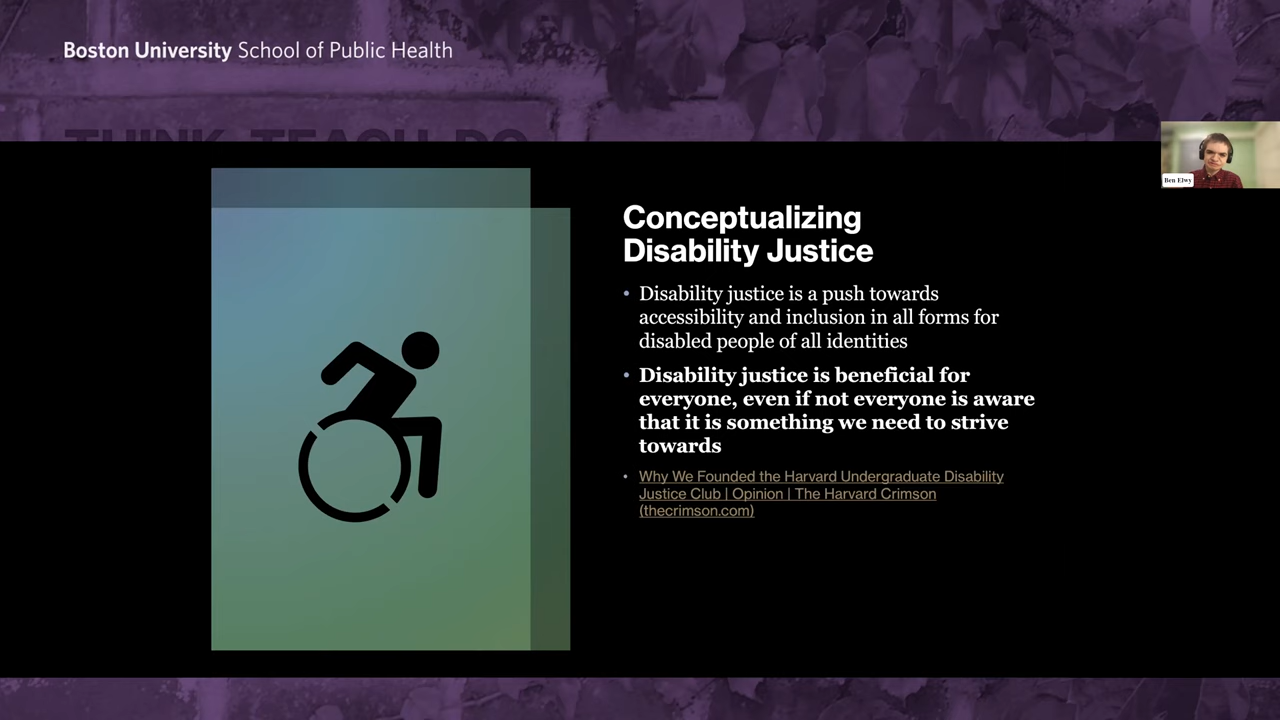 Boston University School of Public Health
THINK. TEACH. DO.
Ben Elwy
Conceptualizing
Disability Justice
• Disability justice is a push towards
accessibility and inclusion in all forms for
disabled people of all identities
• Disability justice is beneficial for
everyone, even if not everyone is aware
that it is something we need to strive
towards
• Why We Founded the Harvard Undergraduate Disability
Justice Club | Opinion | The Harvard Crimson
(thecrimson.com)